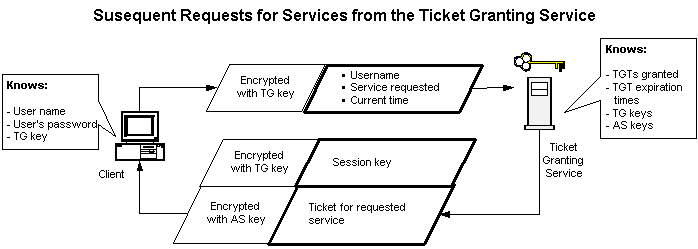 Susequent Requests for Services from the Ticket Granting Service
Knows:
- User name
- User's password
- TG key
Client
Encrypted
with TG key
▪ Username
▪ Service requested
▪ Current time
Knows:
- TGTs granted
- TGT expiration
times
- TG keys
- AS keys
Ticket
Granting
Service
Encrypted
with TG key
Session key
Encrypted
with AS key
Ticket for requested
service